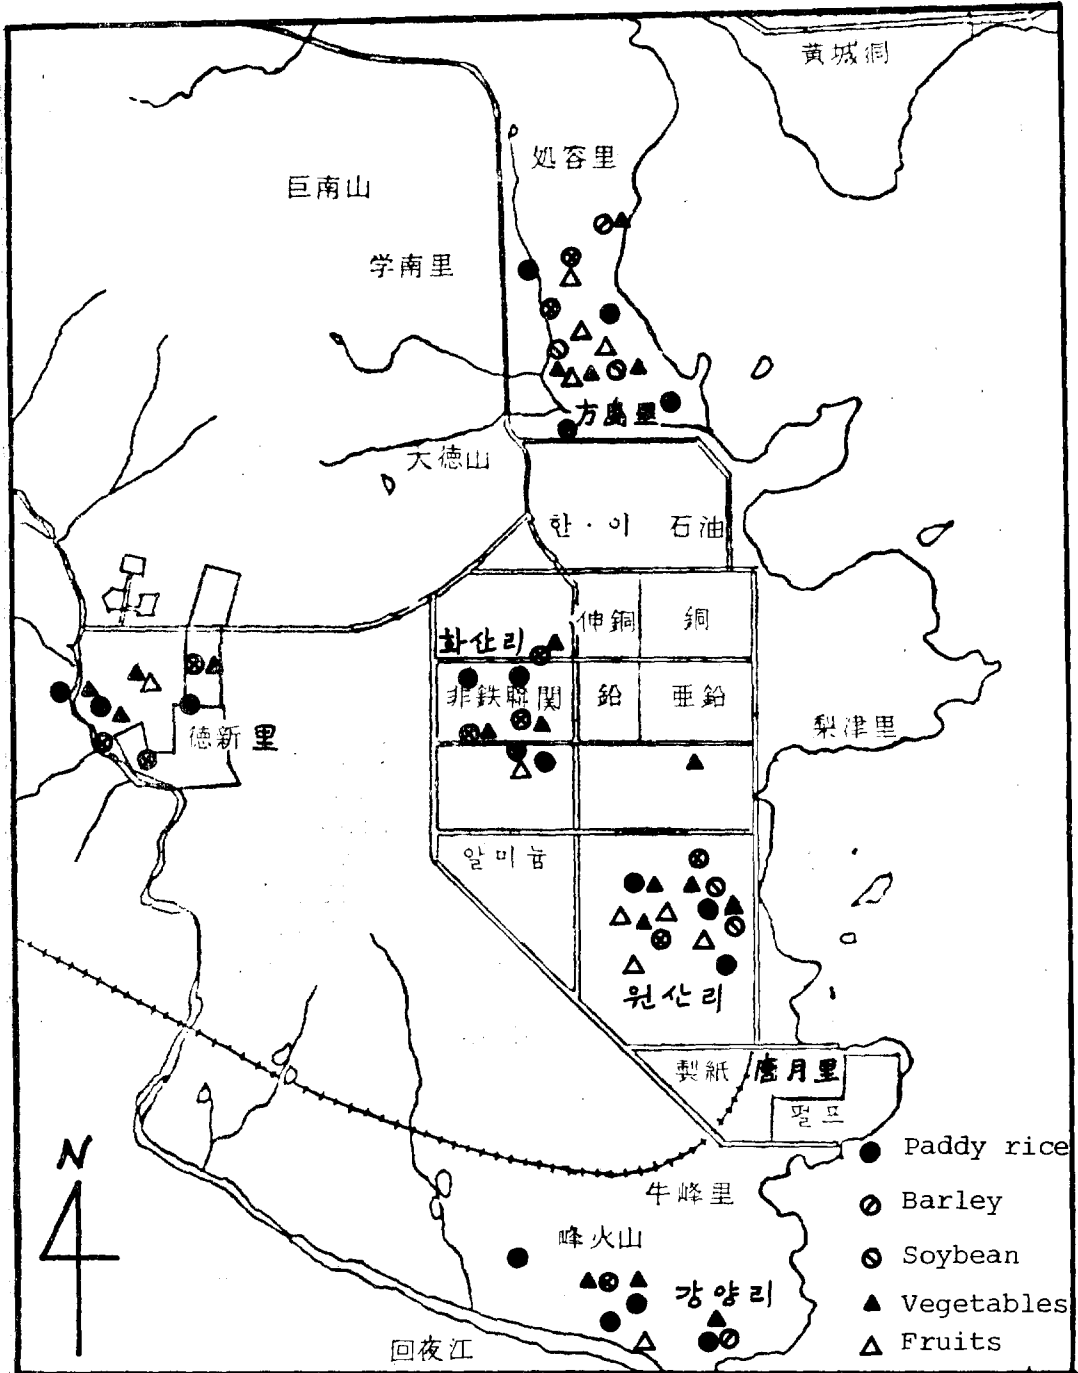 黄城洞
処容里
巨南山
学南里
方島里
大徳山
한・이 石油
伸銅 銅
화산리
非鉄聯関 鉛 亜鉛
梨津里
徳新里
알미늄
원산리
製紙 唐月里
펄프
牛峰里
峰火山
강양리
回夜江
N
Paddy rice
Barley
Soybean
Vegetables
Fruits